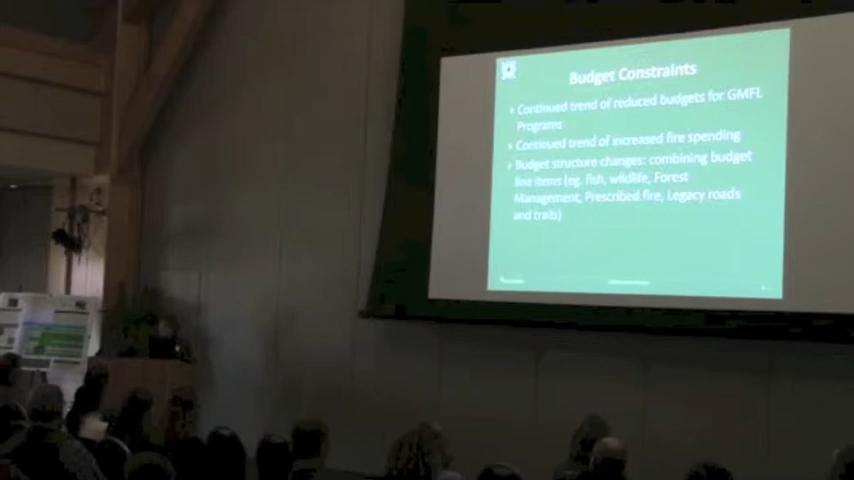 Budget Constraints
Continued trend of reduced budgets for GMFL
Programs
Continued trend of increased fire spending
Budget structure changes: combining budget
line items (eg. fish, wildlife, Forest
Management, Prescribed fire, Legacy roads
and trails)